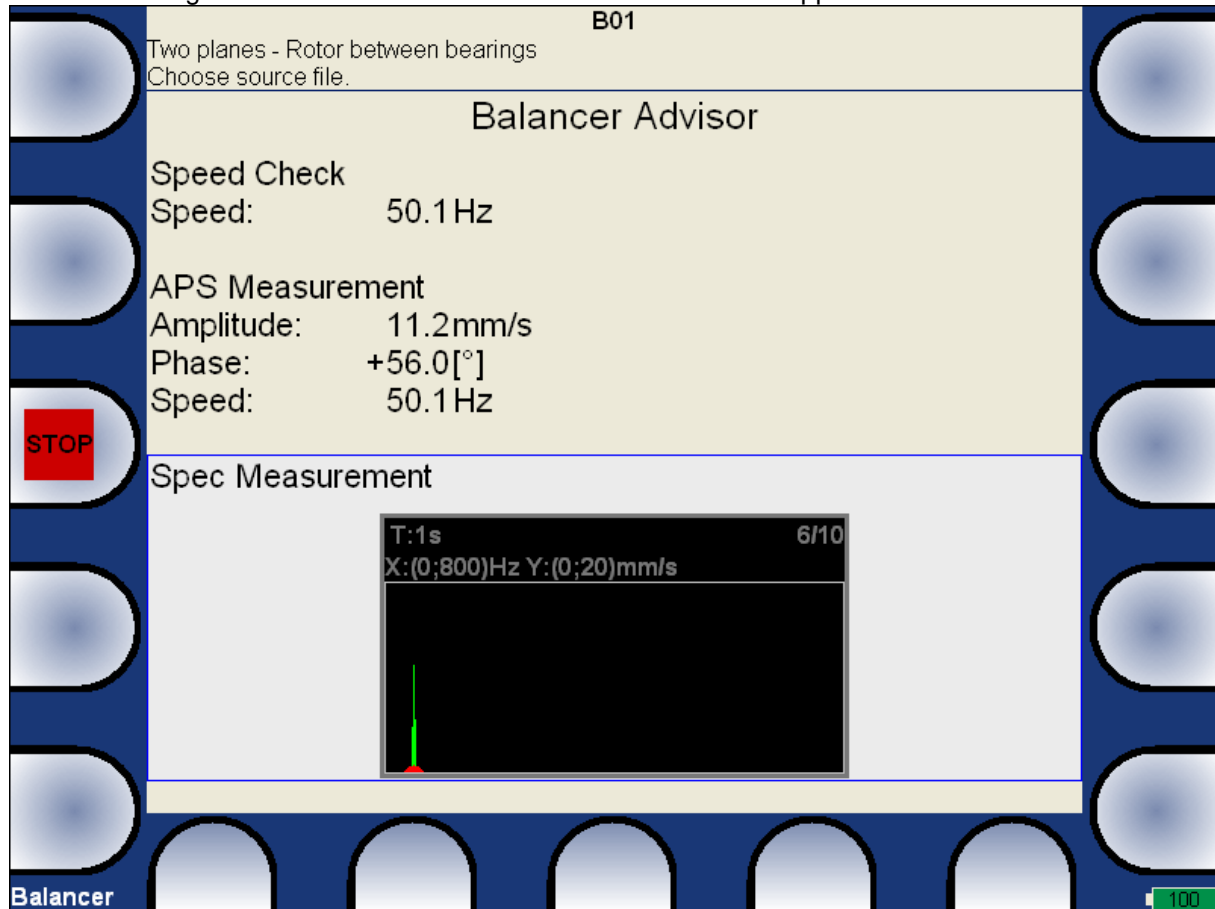 B01
Two planes - Rotor between bearings
Choose source file.
Balancer Advisor
Speed Check
Speed: 50.1Hz
APS Measurement
Amplitude: 11.2mm/s
Phase: +56.0[°]
Speed: 50.1Hz
STOP
Spec Measurement
T:1s 6/10
X:(0;800)Hz Y:(0;20)mm/s
Balancer
100